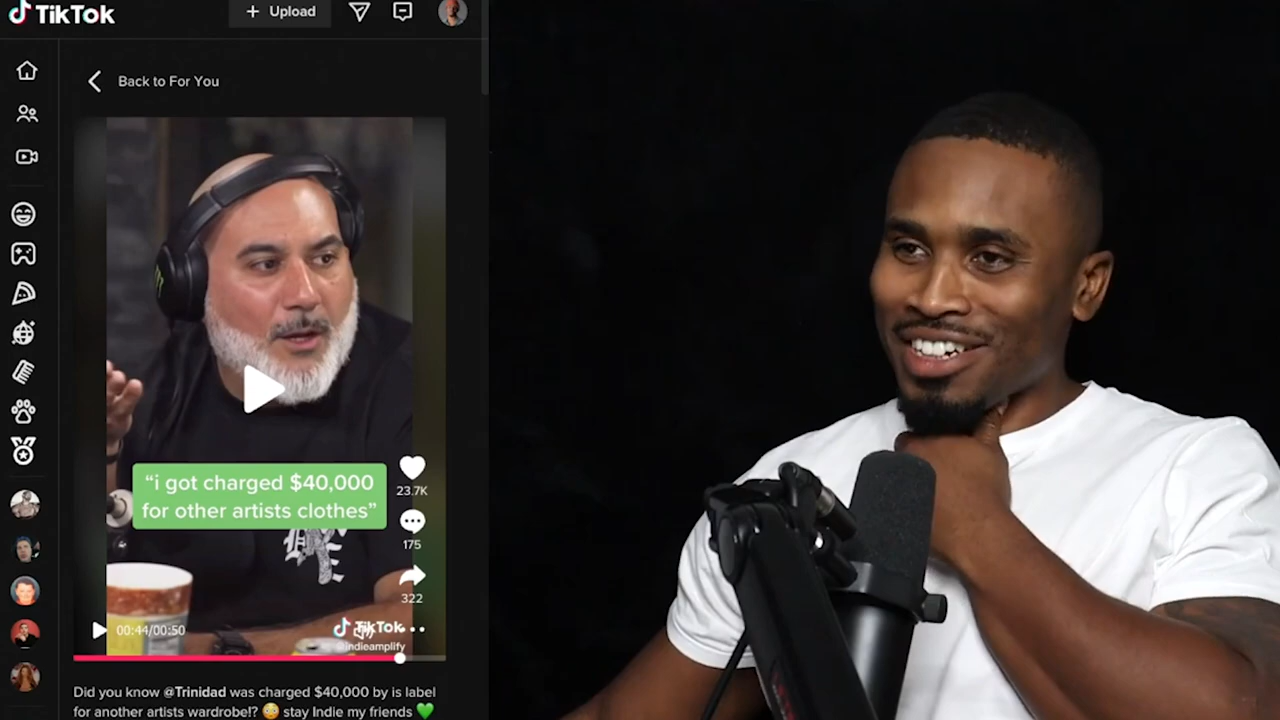 TikTok
+ Upload
Back to For You
“i got charged $40,000
for other artists clothes”
23.7K
175
322
00:44/00:50
TikTok
@indieamplify
Did you know @Trinidad was charged $40,000 by is label
for another artists wardrobe!? 😳 stay Indie my friends 💚